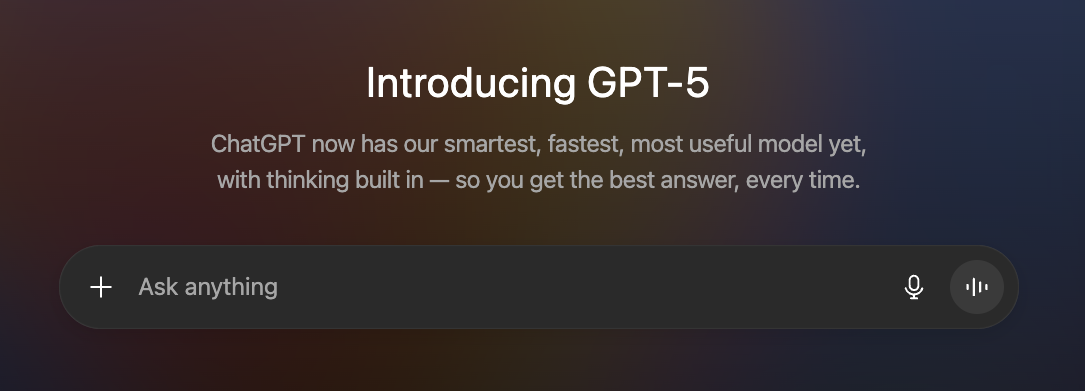 Introducing GPT-5
ChatGPT now has our smartest, fastest, most useful model yet,
with thinking built in — so you get the best answer, every time.
Ask anything